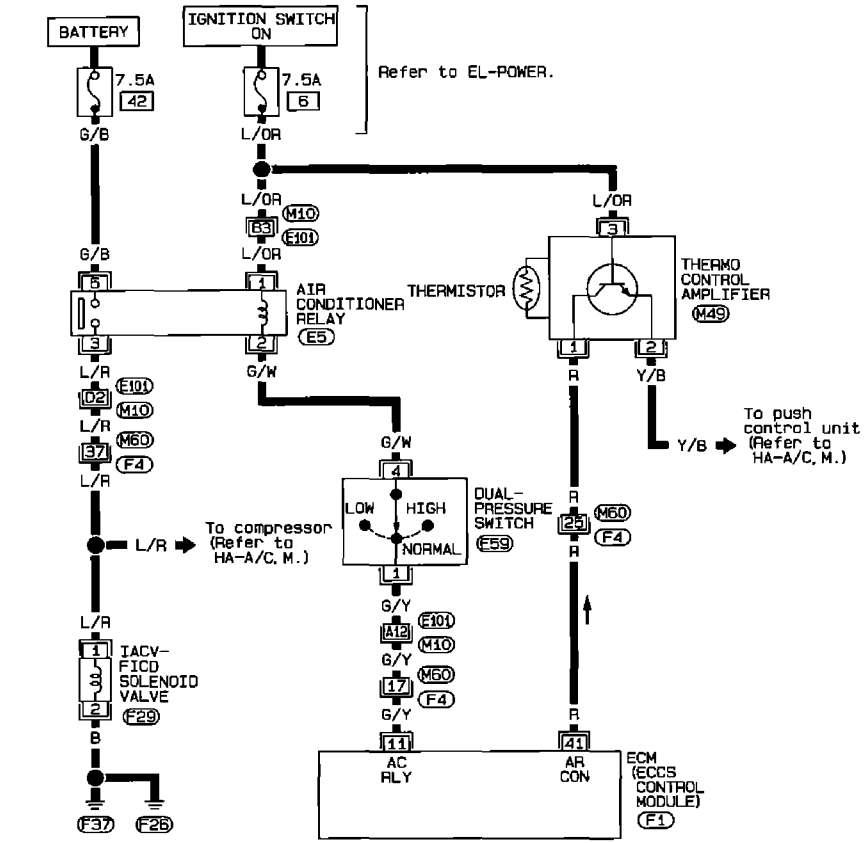 BATTERY
IGNITION SWITCH
ON
7.5A
42
7.5A
6
Refer to EL-POWER.
G/B
L/OR
L/OR
L/OR
M10
B3
E101
G/B
L/OR
3
5
1
AIR
CONDITIONER
RELAY
E5
THERMISTOR
THERMO
CONTROL
AMPLIFIER
M49
3
2
1
2
L/R
G/W
R
Y/B
D2
E101
M10
L/R
M60
37
F4
L/R
G/W
4
Y/B
To push
control unit
(Refer to
HA-A/C, M.)
LOW
HIGH
NORMAL
DUAL-
PRESSURE
SWITCH
E59
R
M60
25
F4
R
L/R
To compressor
(Refer to
HA-A/C, M.)
1
G/Y
E101
A12
M10
G/Y
M60
17
F4
G/Y
L/R
1
IACV-
FICD
SOLENOID
VALVE
2
F29
B
R
11
41
AC
RLY
AR
CON
ECM
(ECCS
CONTROL
MODULE)
F1
F37
F26